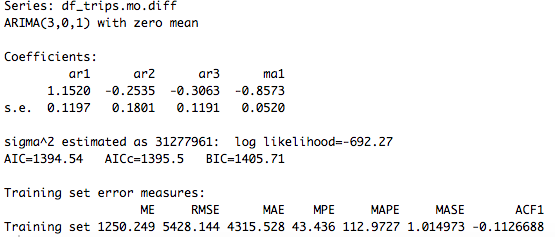 Series: df_trips.mo.diff
ARIMA(3,0,1) with zero mean
Coefficients:
ar1 ar2 ar3 ma1
1.1520 -0.2535 -0.3063 -0.8573
s.e. 0.1197 0.1801 0.1191 0.0520
sigma^2 estimated as 31277961: log likelihood=-692.27
AIC=1394.54 AICc=1395.5 BIC=1405.71
Training set error measures:
ME RMSE MAE MPE MAPE MASE ACF1
Training set 1250.249 5428.144 4315.528 43.436 112.9727 1.014973 -0.1126688